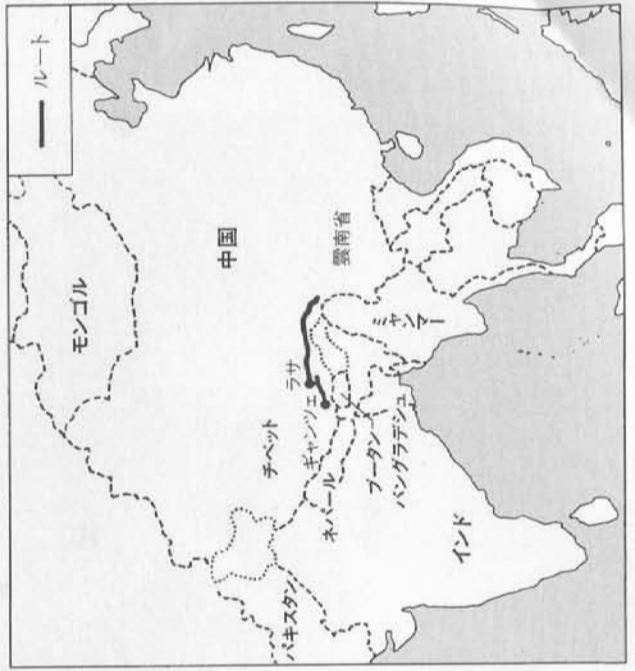 ルート
モンゴル
中国
雲南省
ラサ
ギャンツェ
チベット
ミャンマー
ネパール
ブータン
バングラデシュ
パキスタン
インド